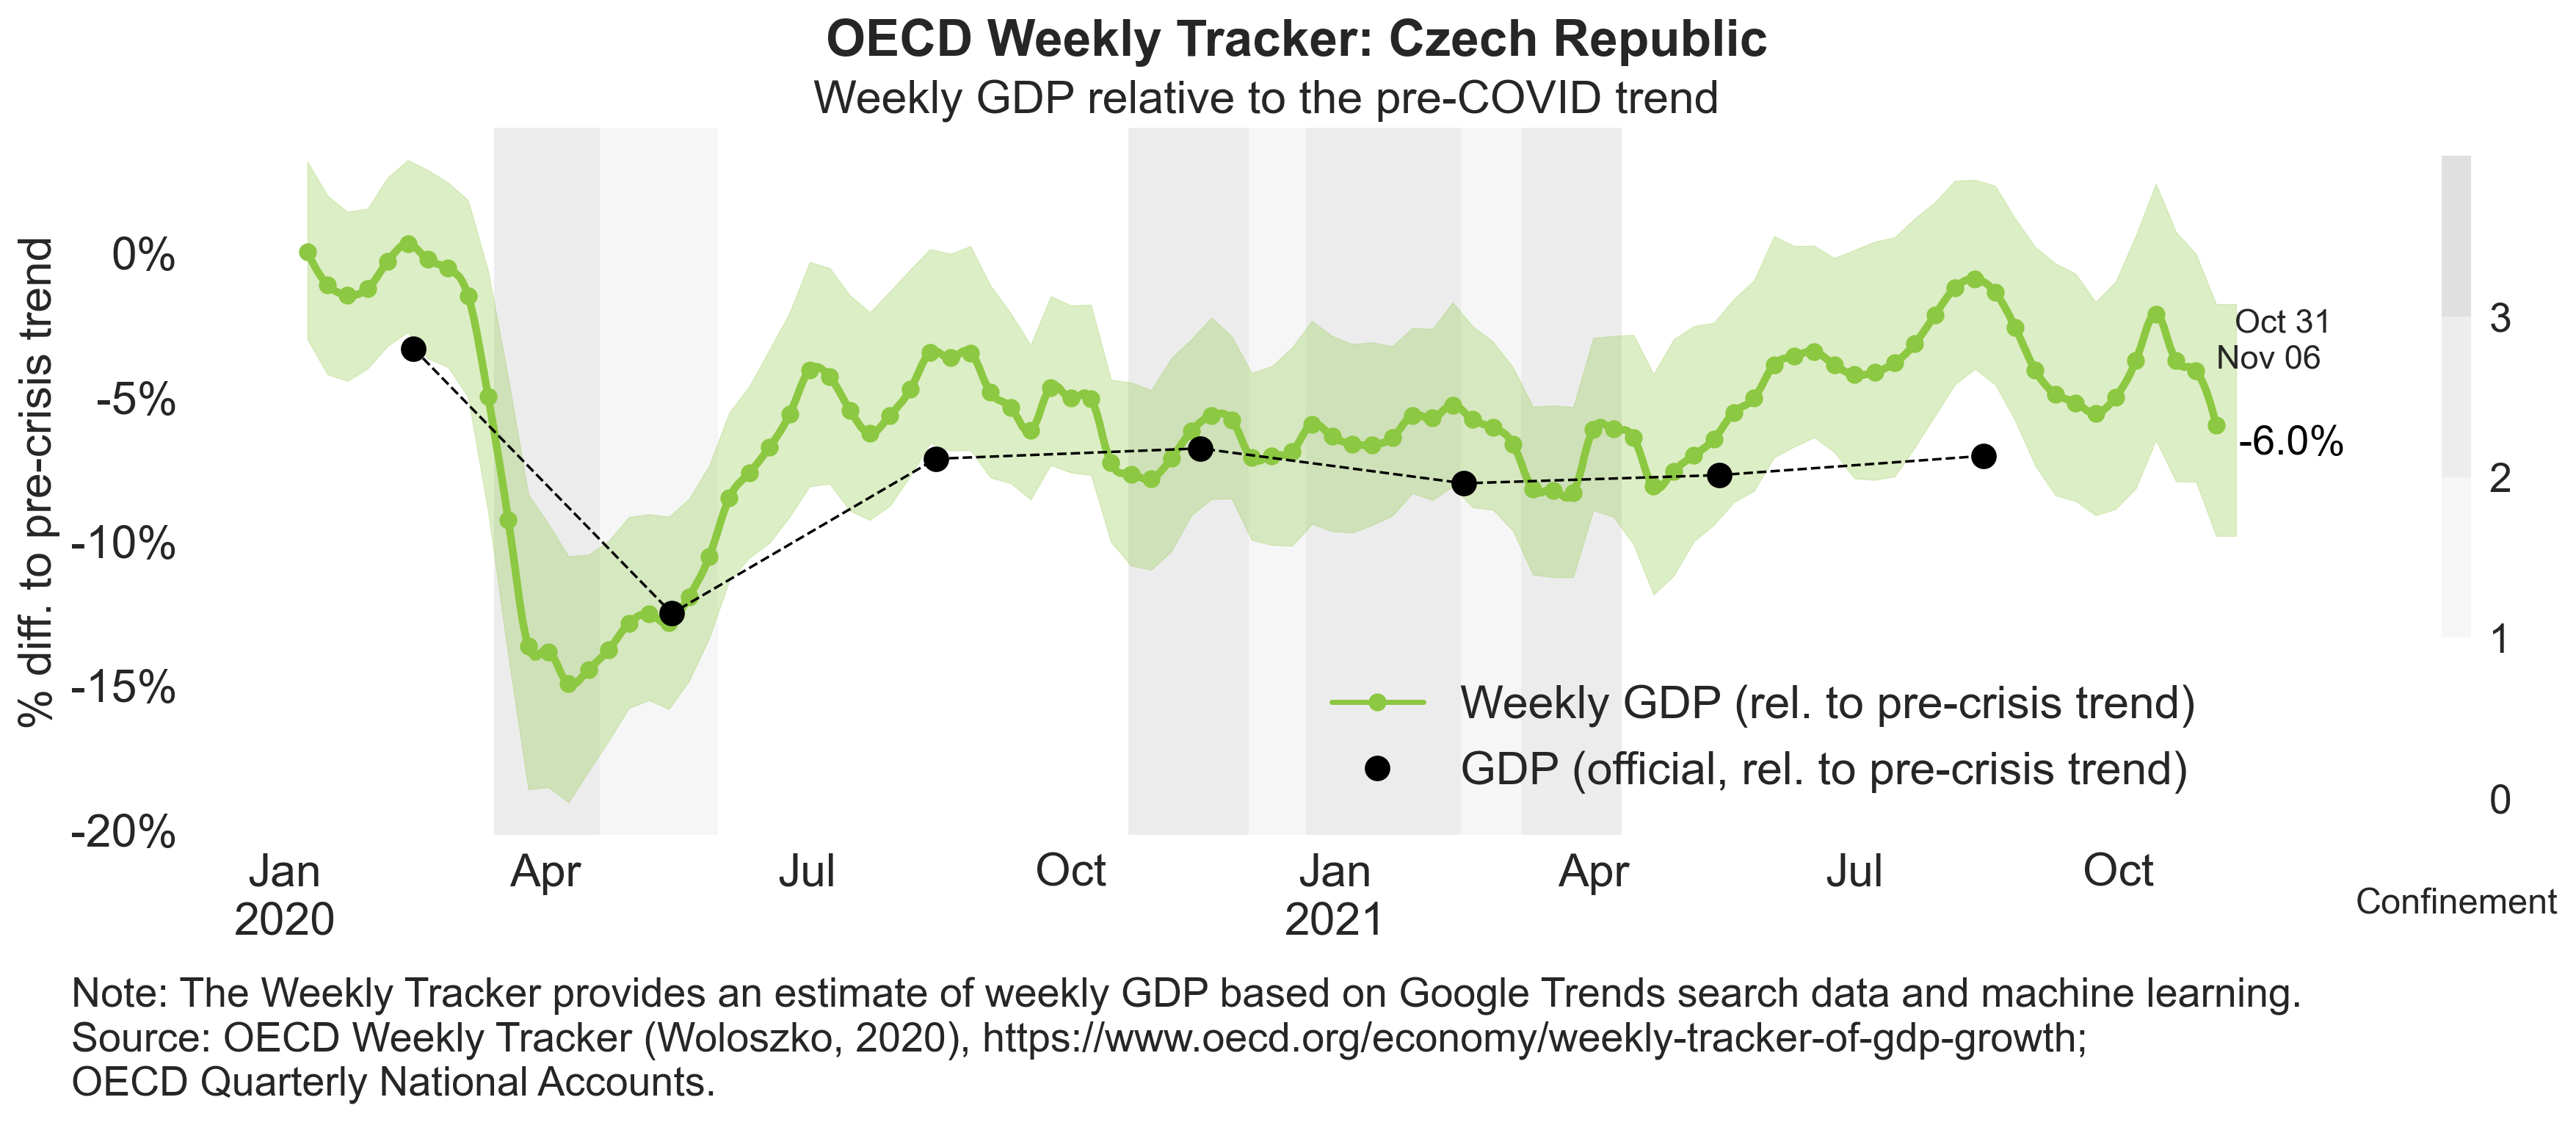 OECD Weekly Tracker: Czech Republic
Weekly GDP relative to the pre-COVID trend
% diff. to pre-crisis trend
0%
-5%
-10%
-15%
-20%
Oct 31
Nov 06
-6.0%
3
2
1
0
Confinement
Weekly GDP (rel. to pre-crisis trend)
GDP (official, rel. to pre-crisis trend)
Jan Apr Jul Oct Jan Apr Jul Oct
2020 2021
Note: The Weekly Tracker provides an estimate of weekly GDP based on Google Trends search data and machine learning.
Source: OECD Weekly Tracker (Woloszko, 2020), https://www.oecd.org/economy/weekly-tracker-of-gdp-growth;
OECD Quarterly National Accounts.